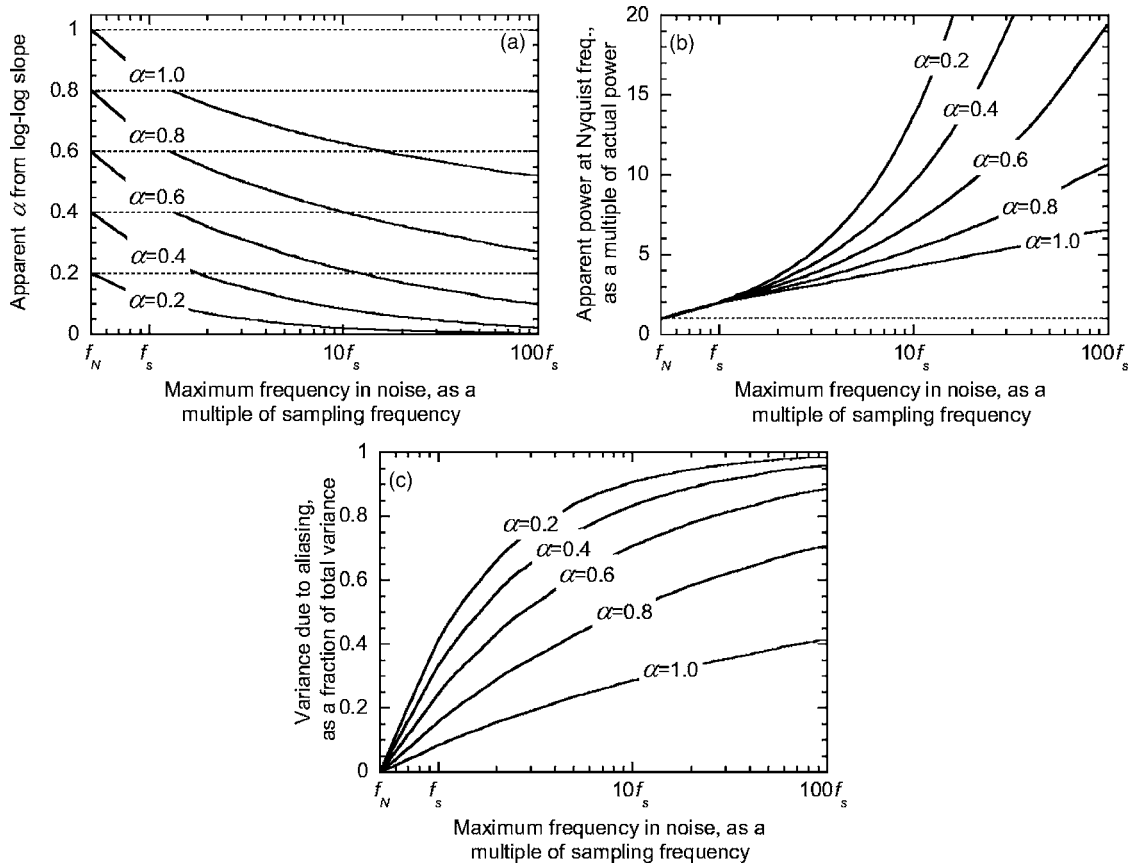 (a)
Apparent α from log-log slope
1
0.8
0.6
0.4
0.2
0
α=1.0
α=0.8
α=0.6
α=0.4
α=0.2
f_N f_s 10f_s 100f_s
Maximum frequency in noise, as a
multiple of sampling frequency
(b)
Apparent power at Nyquist freq.,
as a multiple of actual power
20
15
10
5
0
α=0.2
α=0.4
α=0.6
α=0.8
α=1.0
f_N f_s 10f_s 100f_s
Maximum frequency in noise, as a
multiple of sampling frequency
(c)
Variance due to aliasing,
as a fraction of total variance
1
0.8
0.6
0.4
0.2
0
α=0.2
α=0.4
α=0.6
α=0.8
α=1.0
f_N f_s 10f_s 100f_s
Maximum frequency in noise, as a
multiple of sampling frequency